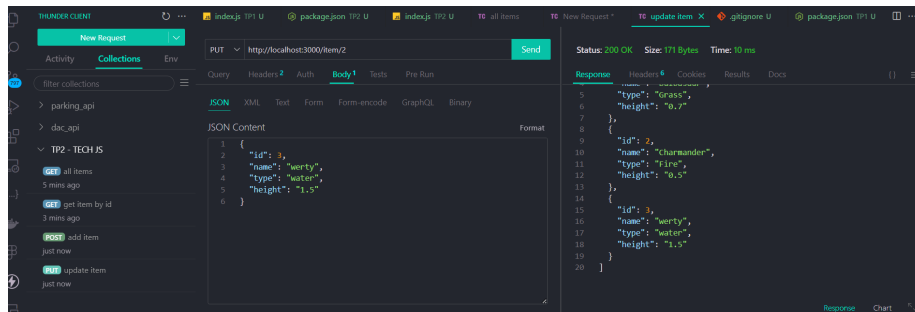 THUNDER CLIENT
index.js TP1 U
package.json TP2 U
index.js TP2 U
TC all items
TC New Request *
TC update item
.gitignore U
package.json TP1 U
New Request
Activity Collections Env
filter collections
parking_api
dac_api
TP2 - TECH JS
GET all items
5 mins ago
GET get item by id
3 mins ago
POST add item
just now
PUT update item
just now
PUT http://localhost:3000/item/2 Send
Query Headers 2 Auth Body 1 Tests Pre Run
JSON XML Text Form Form-encode GraphQL Binary
JSON Content Format
1 {
2 "id": 3,
3 "name": "werty",
4 "type": "water",
5 "height": "1.5"
6 }
Status: 200 OK Size: 171 Bytes Time: 10 ms
Response Headers 6 Cookies Results Docs { }
5 "type": "Grass",
6 "height": "0.7"
7 },
8 {
9 "id": 2,
10 "name": "Charmander",
11 "type": "Fire",
12 "height": "0.5"
13 },
14 {
15 "id": 3,
16 "name": "werty",
17 "type": "water",
18 "height": "1.5"
19 }
20 ]
Response Chart